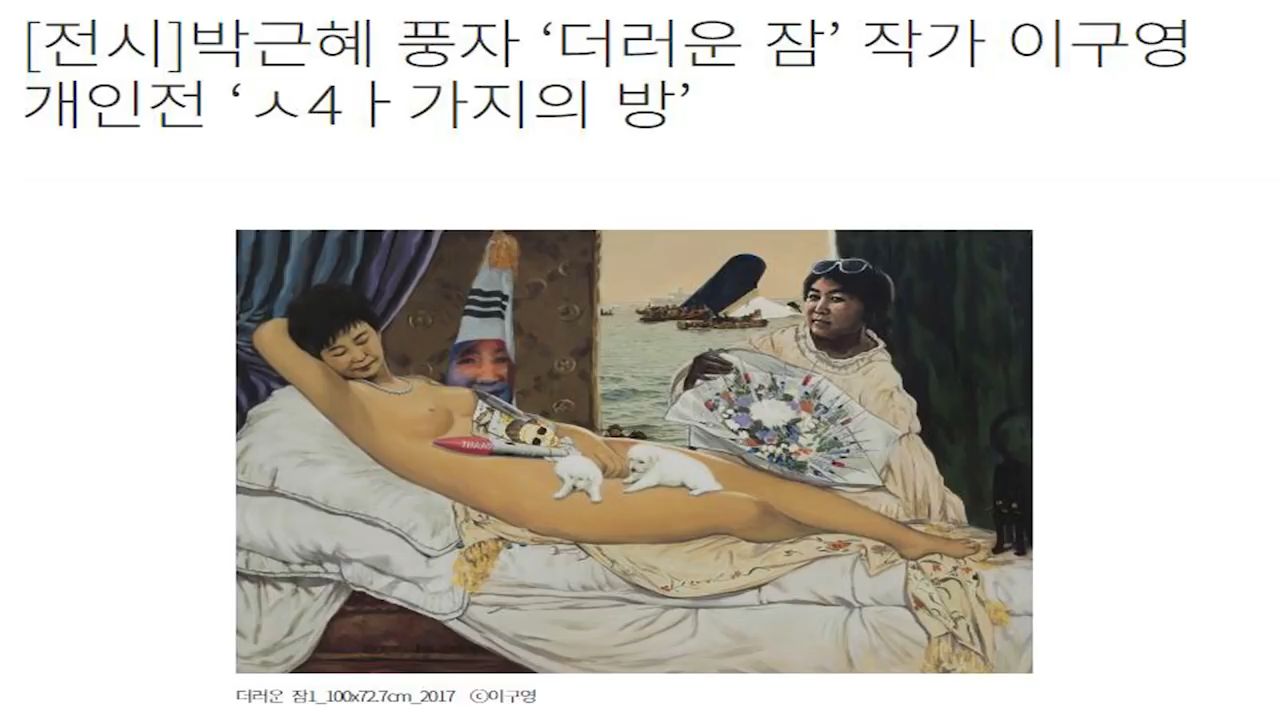 [전시]박근혜 풍자 ‘더러운 잠’ 작가 이구영
개인전 ‘ㅅ4ㅏ가지의 방’
THAAD
더러운 잠1_100x72.7cm_2017 ⓒ이구영